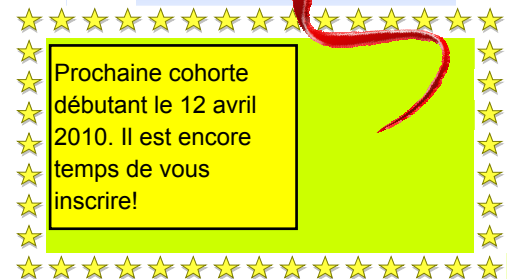 Prochaine cohorte
débutant le 12 avril
2010. Il est encore
temps de vous
inscrire!